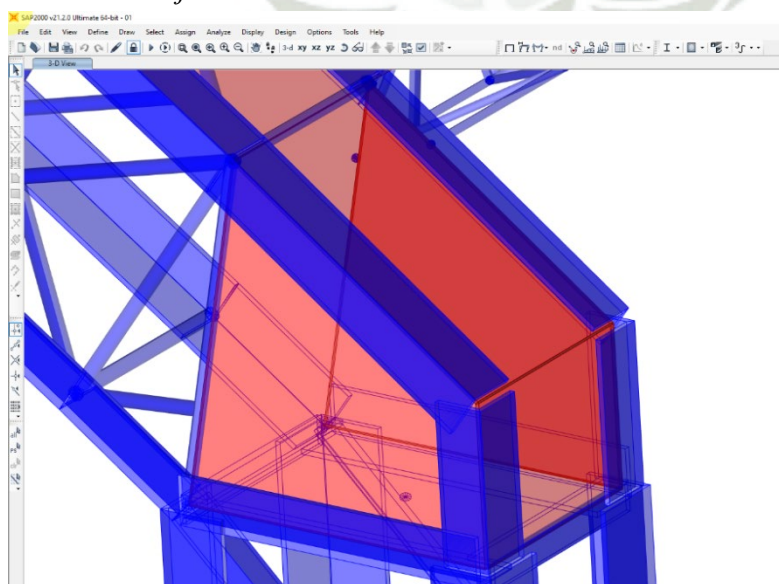 SAP2000 v21.2.0 Ultimate 64-bit - 01
File Edit View Define Draw Select Assign Analyze Display Design Options Tools Help
3-d xy xz yz nd
3-D View